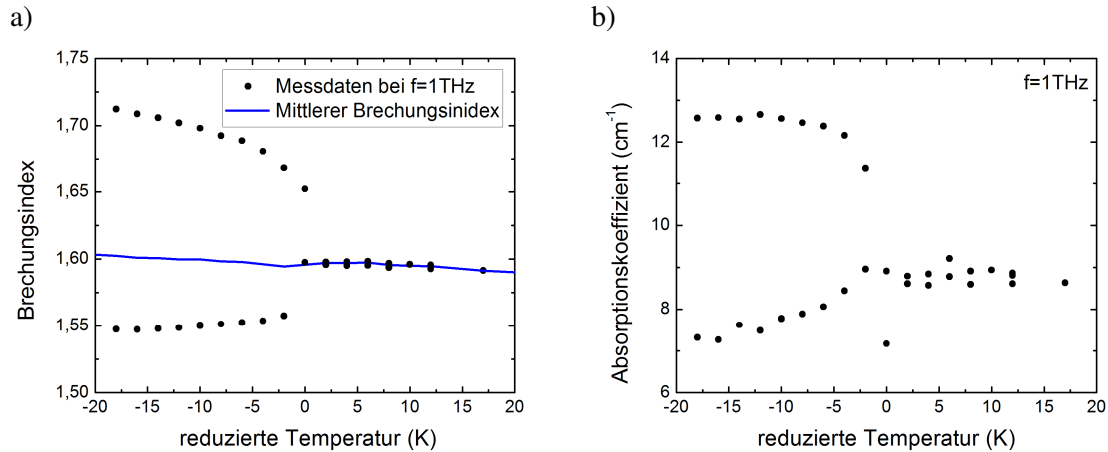 a)
1,75
1,70
1,65
1,60
1,55
1,50
Brechungsindex
Messdaten bei f=1THz
Mittlerer Brechungsinidex
-20 -15 -10 -5 0 5 10 15 20
reduzierte Temperatur (K)
b)
14
12
10
8
6
Absorptionskoeffizient (cm⁻¹)
f=1THz
-20 -15 -10 -5 0 5 10 15 20
reduzierte Temperatur (K)